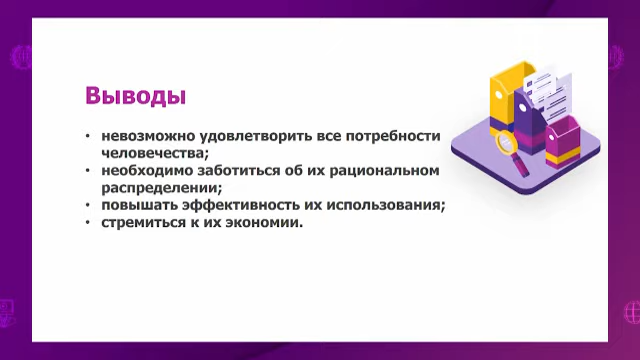 Выводы
• невозможно удовлетворить все потребности
человечества;
• необходимо заботиться об их рациональном
распределении;
• повышать эффективность их использования;
• стремиться к их экономии.